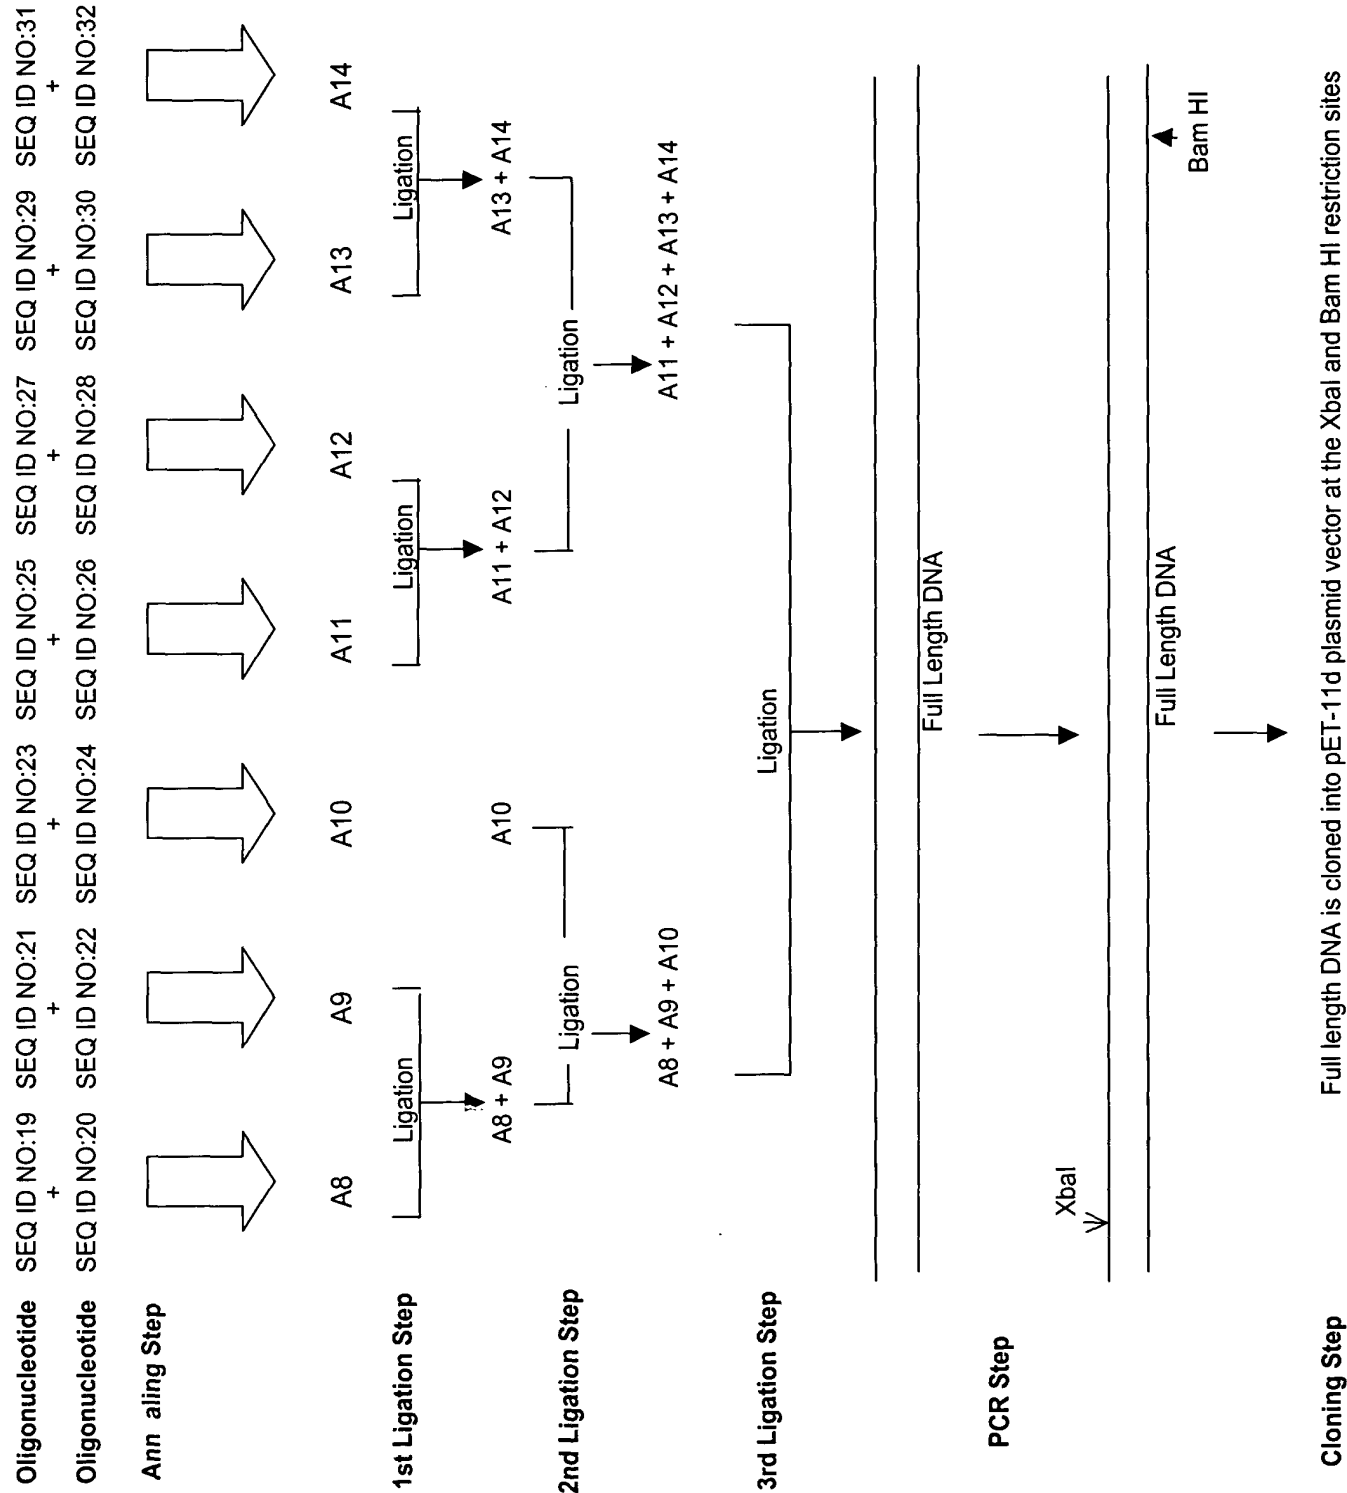 Oligonucleotide SEQ ID NO:19 SEQ ID NO:21 SEQ ID NO:23 SEQ ID NO:25 SEQ ID NO:27 SEQ ID NO:29 SEQ ID NO:31
+ + + + + + +
Oligonucleotide SEQ ID NO:20 SEQ ID NO:22 SEQ ID NO:24 SEQ ID NO:26 SEQ ID NO:28 SEQ ID NO:30 SEQ ID NO:32
Ann aling Step
A8 A9 A10 A11 A12 A13 A14
1st Ligation Step Ligation Ligation Ligation
A8 + A9 A10 A11 + A12 A13 + A14
2nd Ligation Step Ligation Ligation
A8 + A9 + A10 A11 + A12 + A13 + A14
3rd Ligation Step Ligation
Full Length DNA
PCR Step
XbaI
Full Length DNA
Bam HI
Cloning Step Full length DNA is cloned into pET-11d plasmid vector at the XbaI and Bam HI restriction sites